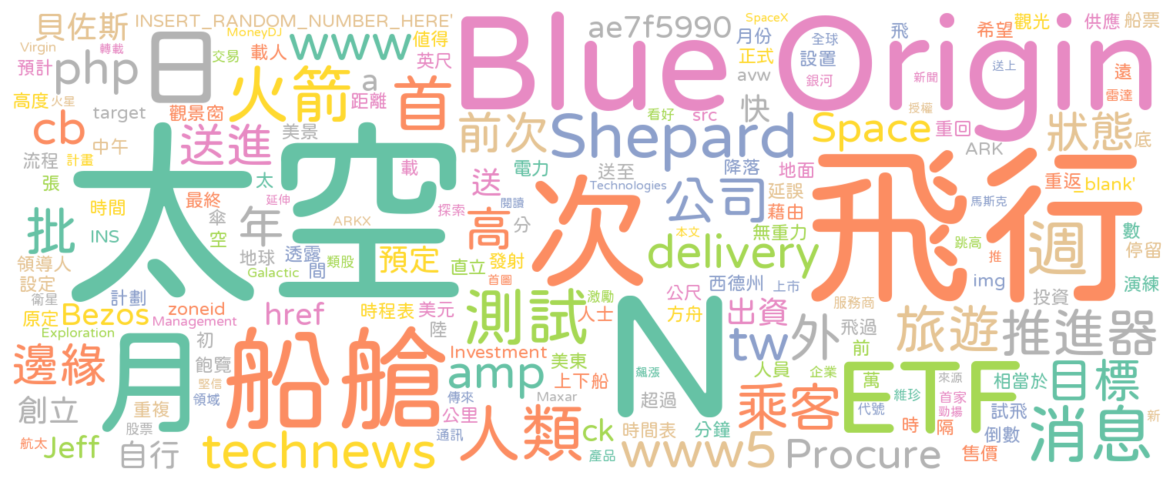 貝佐斯 INSERT_RANDOM_NUMBER_HERE' ae7f5990 Blue Origin SpaceX 觀光 供應 船票
Virgin 轉載 MoneyDJ 日 www 值得 月份 飛 希望
預計 php 交易 載人 英尺 正式 全球 設置 銀河 送上 遠
高度 火星 火箭 a 首 距離 avw 新聞 雷達
target 觀景窗 快 看好 src 授權
cb 中午 送進 美景 前次 Shepard Space 重回 ARK 狀態 底
流程 計畫 太空 載 電力 送至 降落 地面 飛行 重返 _blank'
張 最終 太 延伸 送 Technologies 閱讀 次 公司 延誤 藉由 馬斯克
批 時間 傘 年 ARKX 探索 高 分 無重力 跳高 週 數
INS 空 地球 透露 間 類股 預定 直立 發射 本文 delivery 推 停留
領導人 設定 Galactic 首圖 西德州 上市 img 演練
衛星 計劃 時程表 美元 測試 激勵 公尺 出資 服務商 投資
原定 Bezos zoneid href 陸 人士 方舟 N tw 外 飛過 旅遊 推進器
Exploration Management 初 月 船艙 美東 前
邊緣 飽覽 Investment amp 上下船 飆漲 人員 企業 ETF 來源 相當於 目標
堅信 領域 傳來 超過 乘客 萬 維珍 首家
創立 重複 公里 人類 Maxar 代號 勁揚 試飛 消息 新
航太 Jeff 股票 自行 technews 通訊 產品 ck 時間表 分鐘 www5 Procure 時 隔 倒數 售價